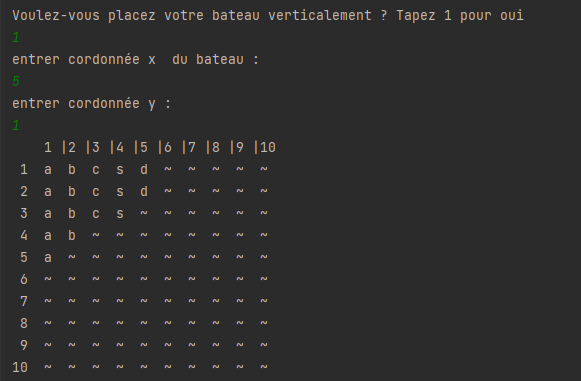 Voulez-vous placez votre bateau verticalement ? Tapez 1 pour oui
1
entrer cordonnée x  du bateau :
5
entrer cordonnée y :
1
    1 |2 |3 |4 |5 |6 |7 |8 |9 |10
 1  a  b  c  s  d  ~  ~  ~  ~  ~
 2  a  b  c  s  d  ~  ~  ~  ~  ~
 3  a  b  c  s  ~  ~  ~  ~  ~  ~
 4  a  b  ~  ~  ~  ~  ~  ~  ~  ~
 5  a  ~  ~  ~  ~  ~  ~  ~  ~  ~
 6  ~  ~  ~  ~  ~  ~  ~  ~  ~  ~
 7  ~  ~  ~  ~  ~  ~  ~  ~  ~  ~
 8  ~  ~  ~  ~  ~  ~  ~  ~  ~  ~
 9  ~  ~  ~  ~  ~  ~  ~  ~  ~  ~
10  ~  ~  ~  ~  ~  ~  ~  ~  ~  ~